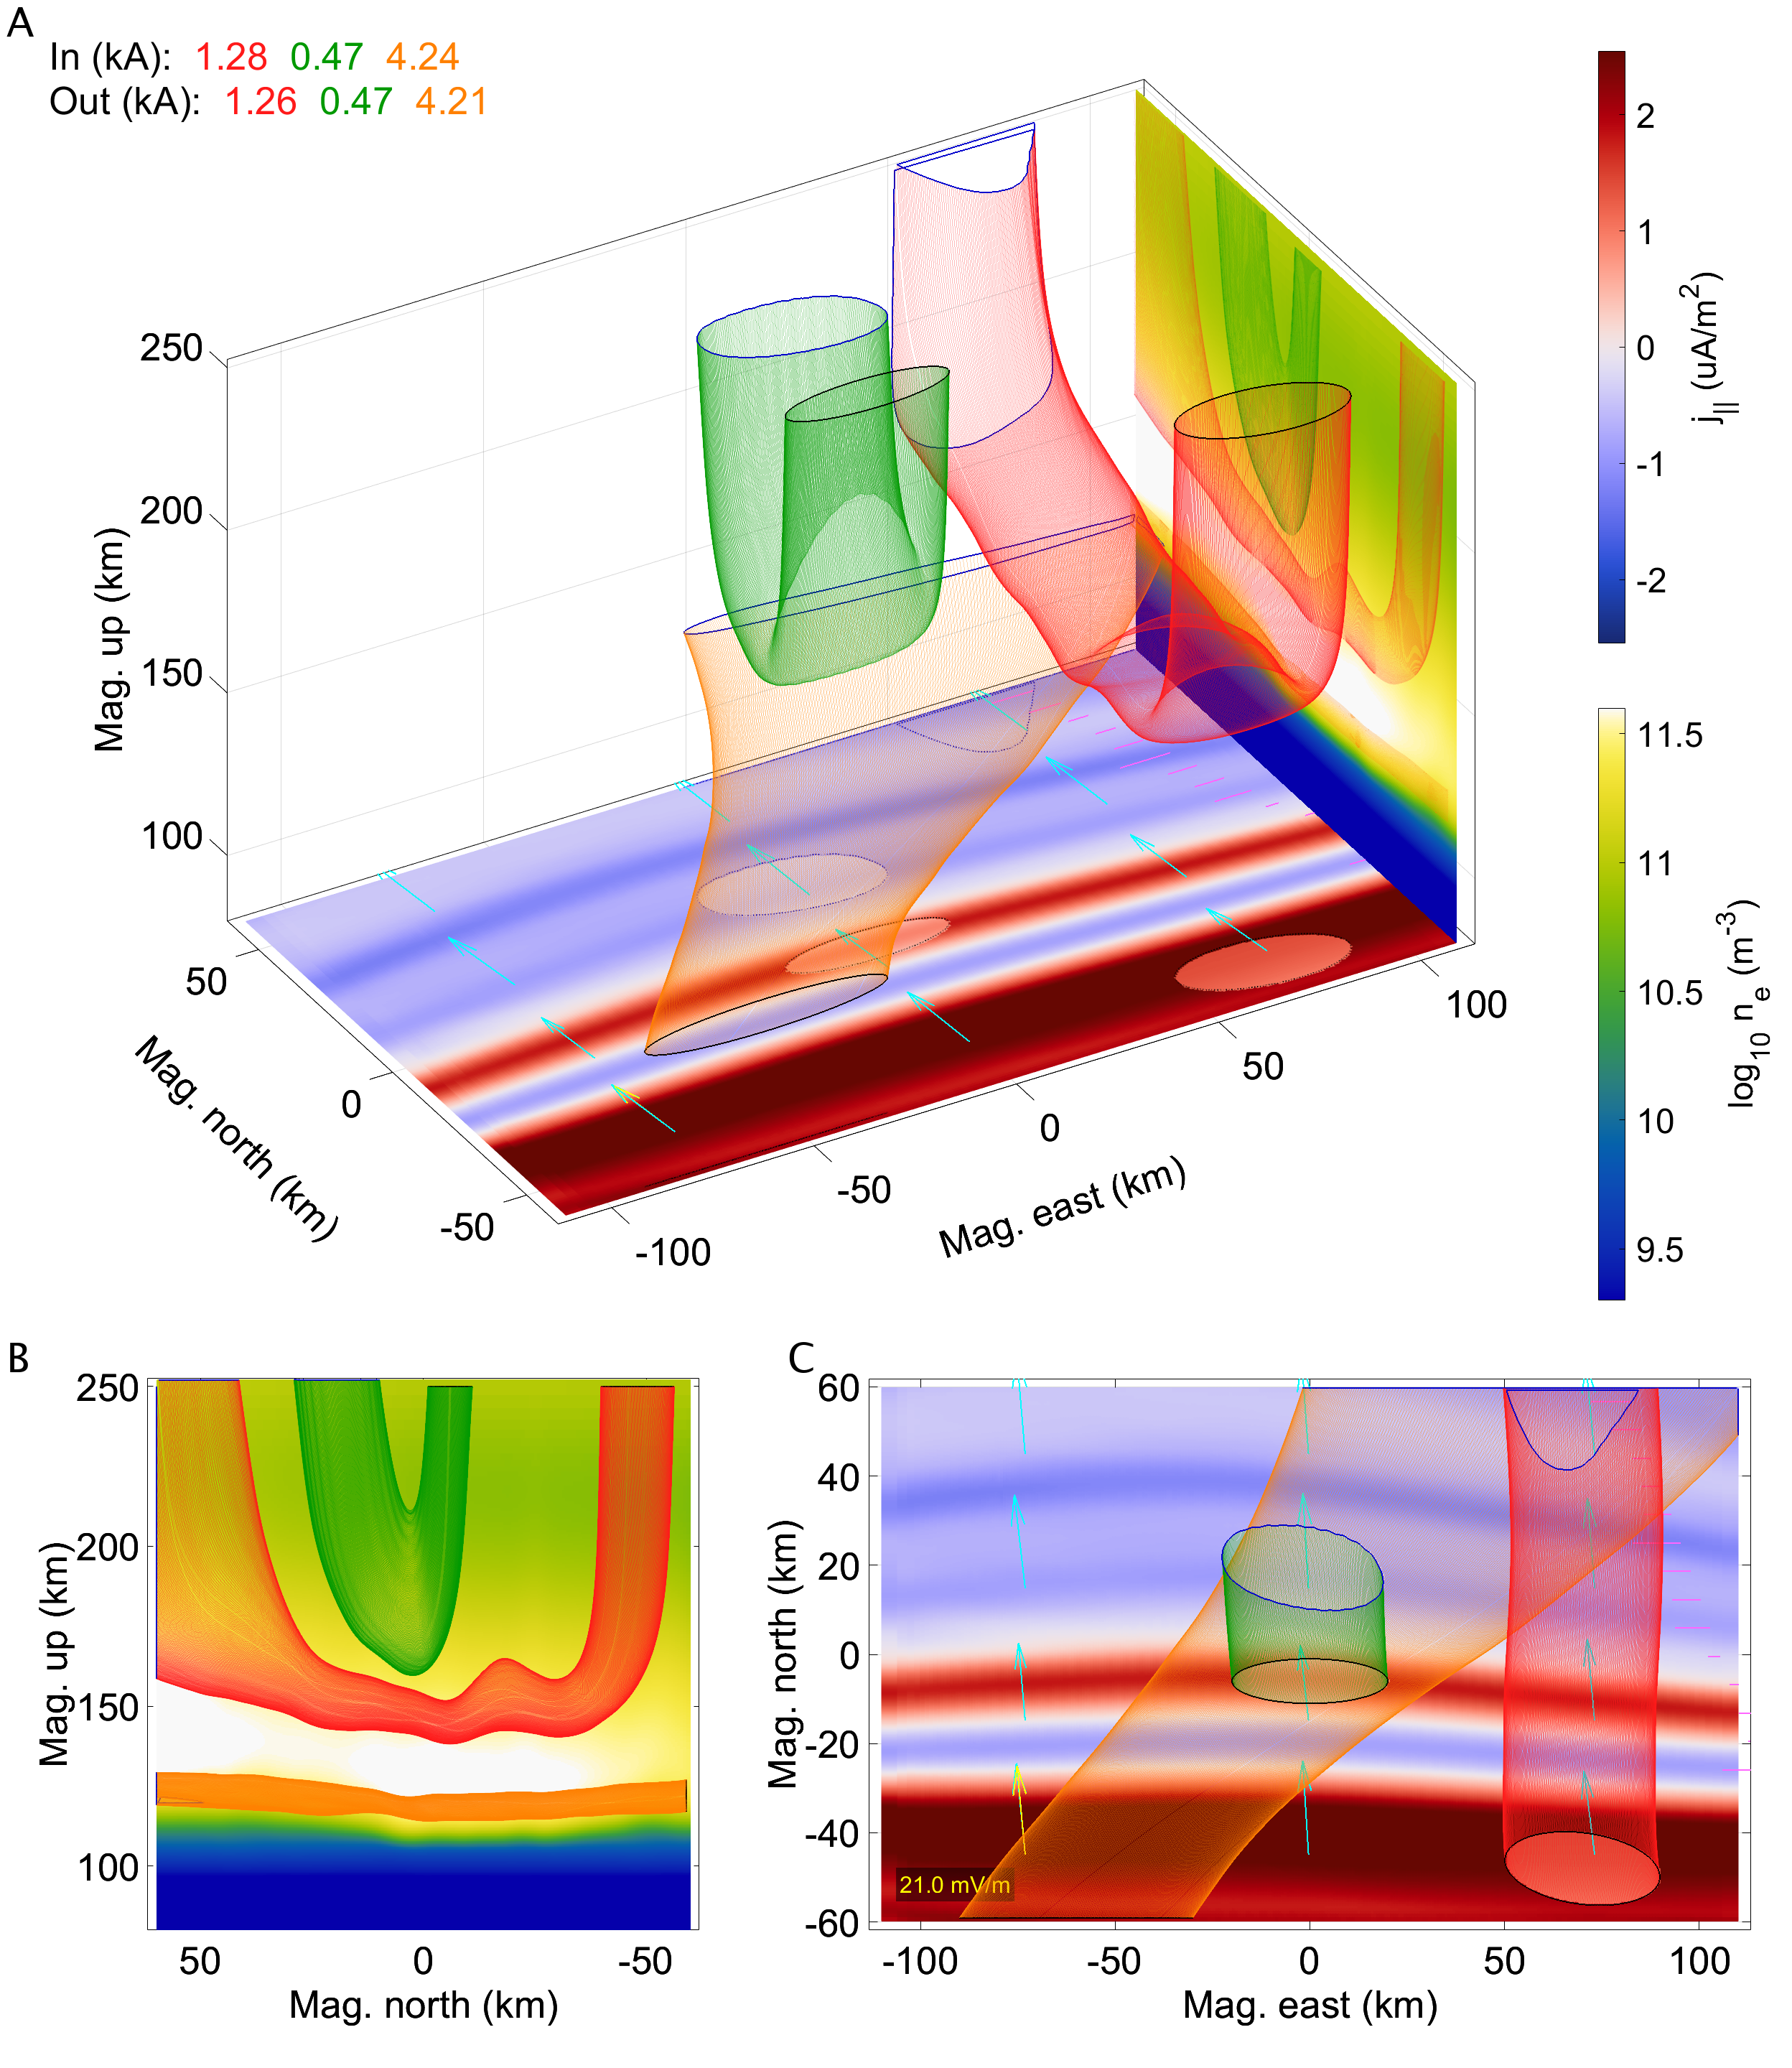 A
In (kA): 1.28 0.47 4.24
Out (kA): 1.26 0.47 4.21
250
200
150
100
Mag. up (km)
50
0
-50
Mag. north (km)
-100
-50
0
50
100
Mag. east (km)
2
1
0
-1
-2
j|| (uA/m2)
11.5
11
10.5
10
9.5
log10 ne (m-3)
B
250
200
150
100
Mag. up (km)
50
0
-50
Mag. north (km)
C
60
40
20
0
-20
-40
-60
Mag. north (km)
21.0 mV/m
-100
-50
0
50
100
Mag. east (km)